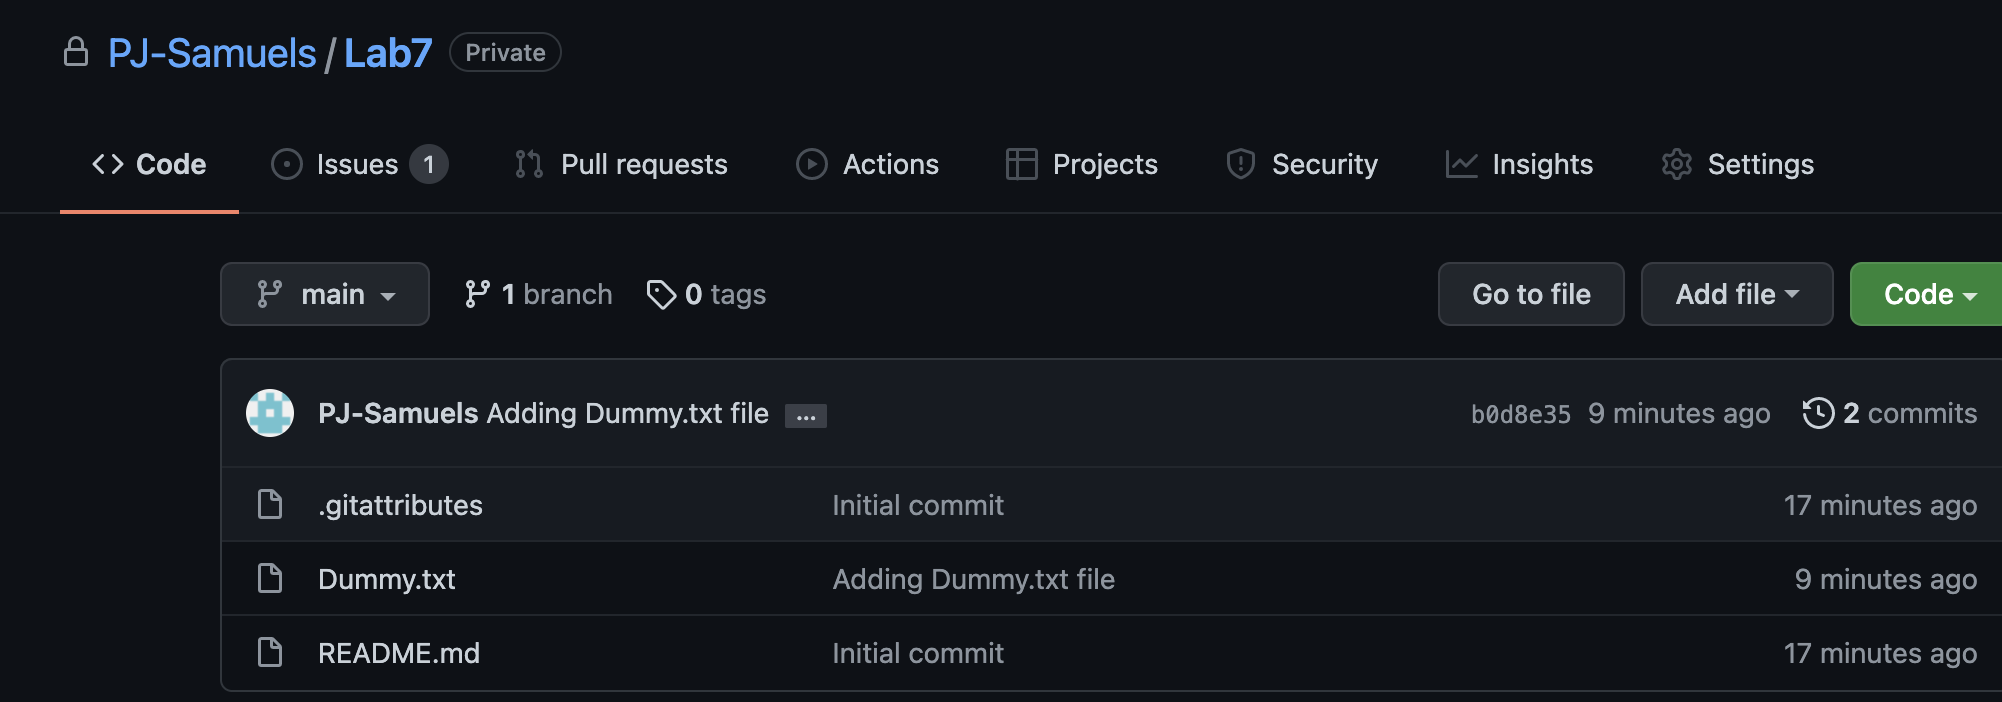 PJ-Samuels / Lab7 Private
Code Issues 1 Pull requests Actions Projects Security Insights Settings
main 1 branch 0 tags Go to file Add file Code
PJ-Samuels Adding Dummy.txt file ... b0d8e35 9 minutes ago 2 commits
.gitattributes Initial commit 17 minutes ago
Dummy.txt Adding Dummy.txt file 9 minutes ago
README.md Initial commit 17 minutes ago